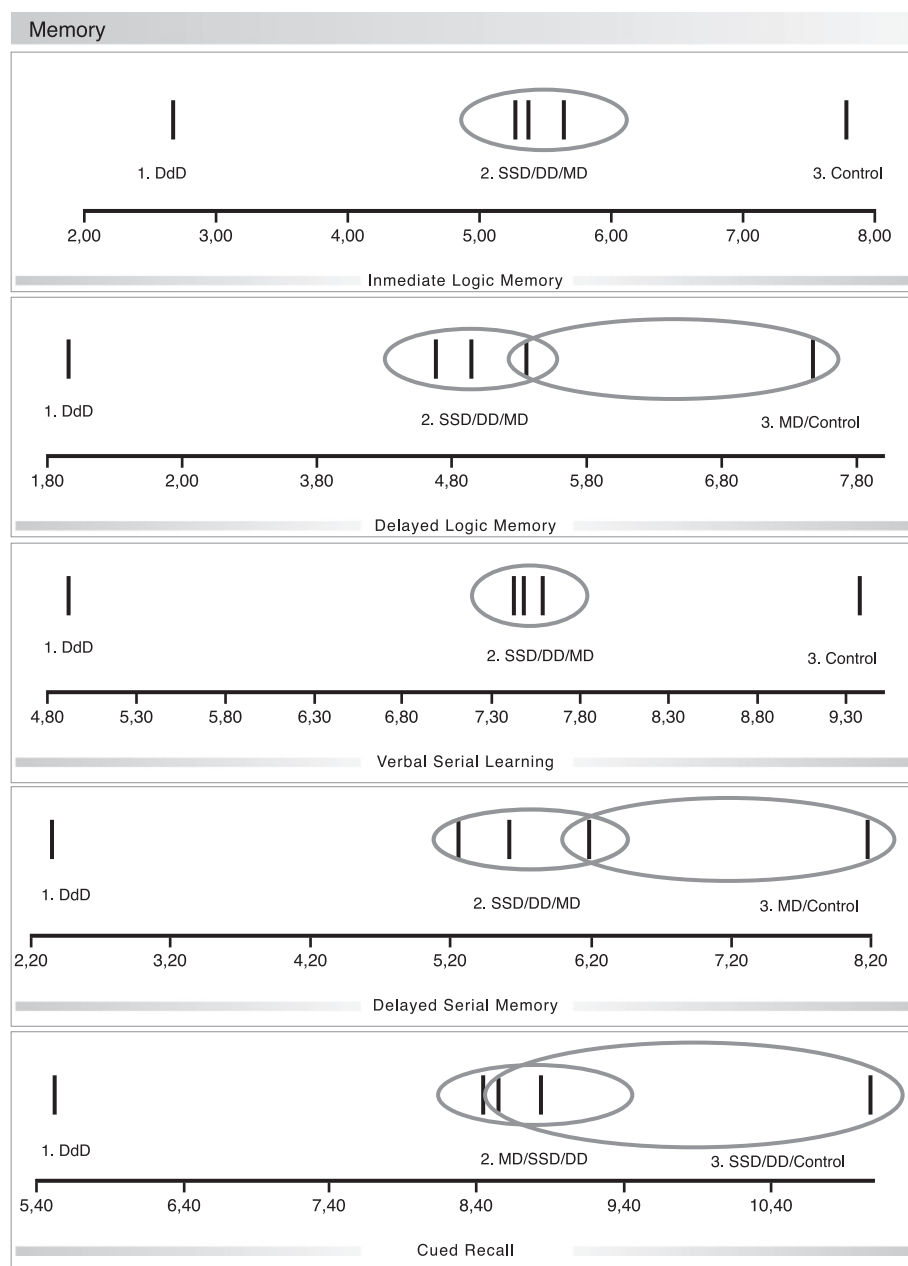 Memory
1. DdD 2. SSD/DD/MD 3. Control
2,00 3,00 4,00 5,00 6,00 7,00 8,00
Inmediate Logic Memory
1. DdD 2. SSD/DD/MD 3. MD/Control
1,80 2,00 3,80 4,80 5,80 6,80 7,80
Delayed Logic Memory
1. DdD 2. SSD/DD/MD 3. Control
4,80 5,30 5,80 6,30 6,80 7,30 7,80 8,30 8,80 9,30
Verbal Serial Learning
1. DdD 2. SSD/DD/MD 3. MD/Control
2,20 3,20 4,20 5,20 6,20 7,20 8,20
Delayed Serial Memory
1. DdD 2. MD/SSD/DD 3. SSD/DD/Control
5,40 6,40 7,40 8,40 9,40 10,40
Cued Recall